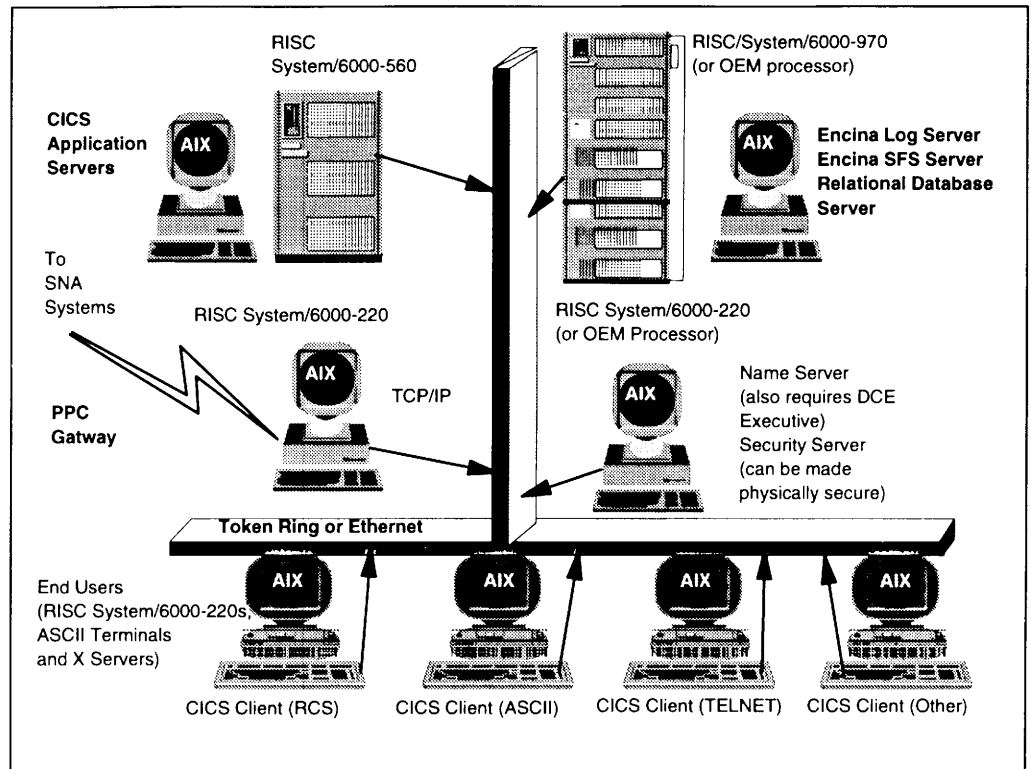 RISC
System/6000-560
RISC/System/6000-970
(or OEM processor)
CICS
Application
Servers
AIX
AIX
Encina Log Server
Encina SFS Server
Relational Database
Server
To
SNA
Systems
RISC System/6000-220
RISC System/6000-220
(or OEM Processor)
AIX
TCP/IP
PPC
Gatway
AIX
Name Server
(also requires DCE
Executive)
Security Server
(can be made
physically secure)
Token Ring or Ethernet
End Users
(RISC System/6000-220s,
ASCII Terminals
and X Servers)
AIX
AIX
AIX
AIX
CICS Client (RCS)
CICS Client (ASCII)
CICS Client (TELNET)
CICS Client (Other)